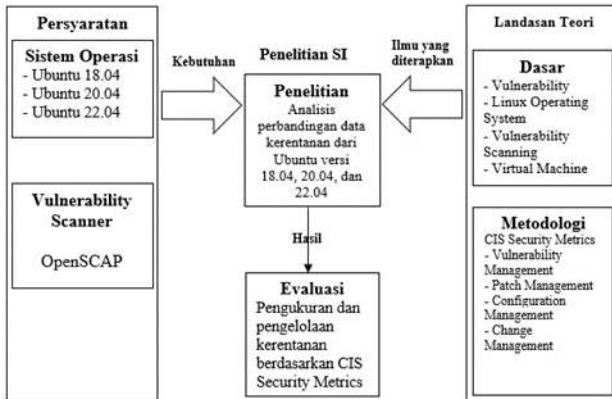 Persyaratan
Sistem Operasi
- Ubuntu 18.04
- Ubuntu 20.04
- Ubuntu 22.04
Vulnerability
Scanner
OpenSCAP
Kebutuhan
Penelitian SI
Penelitian
Analisis
perbandingan data
kerentanan dari
Ubuntu versi
18.04, 20.04, dan
22.04
Hasil
Evaluasi
Pengukuran dan
pengelolaan
kerentanan
berdasarkan CIS
Security Metrics
Ilmu yang
diterapkan
Landasan Teori
Dasar
- Vulnerability
- Linux Operating
System
- Vulnerability
Scanning
- Virtual Machine
Metodologi
CIS Security Metrics
- Vulnerability
Management
- Patch Management
- Configuration
Management
- Change
Management